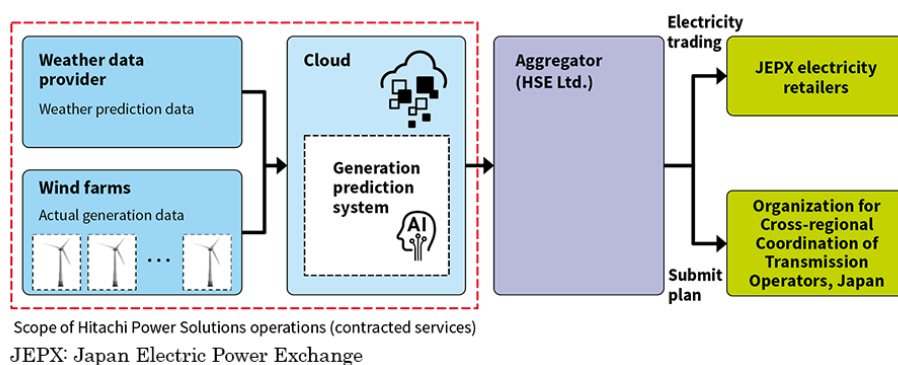 Weather data
provider
Weather prediction data
Wind farms
Actual generation data
...
Cloud
Generation
prediction
system
AI
Aggregator
(HSE Ltd.)
Electricity
trading
JEPX electricity
retailers
Submit
plan
Organization for
Cross-regional
Coordination of
Transmission
Operators, Japan
Scope of Hitachi Power Solutions operations (contracted services)
JEPX: Japan Electric Power Exchange